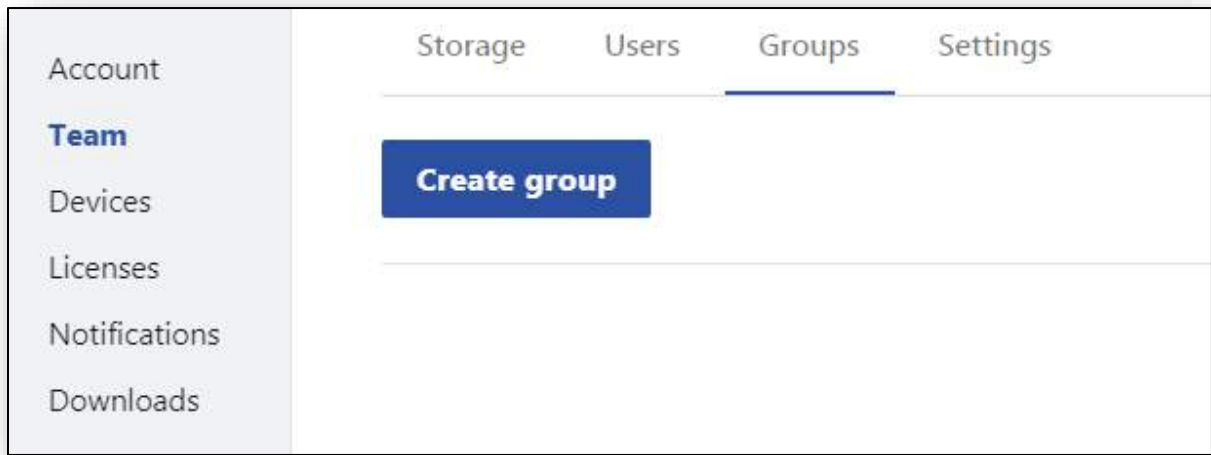 Account
Team
Devices
Licenses
Notifications
Downloads
Storage Users Groups Settings
Create group